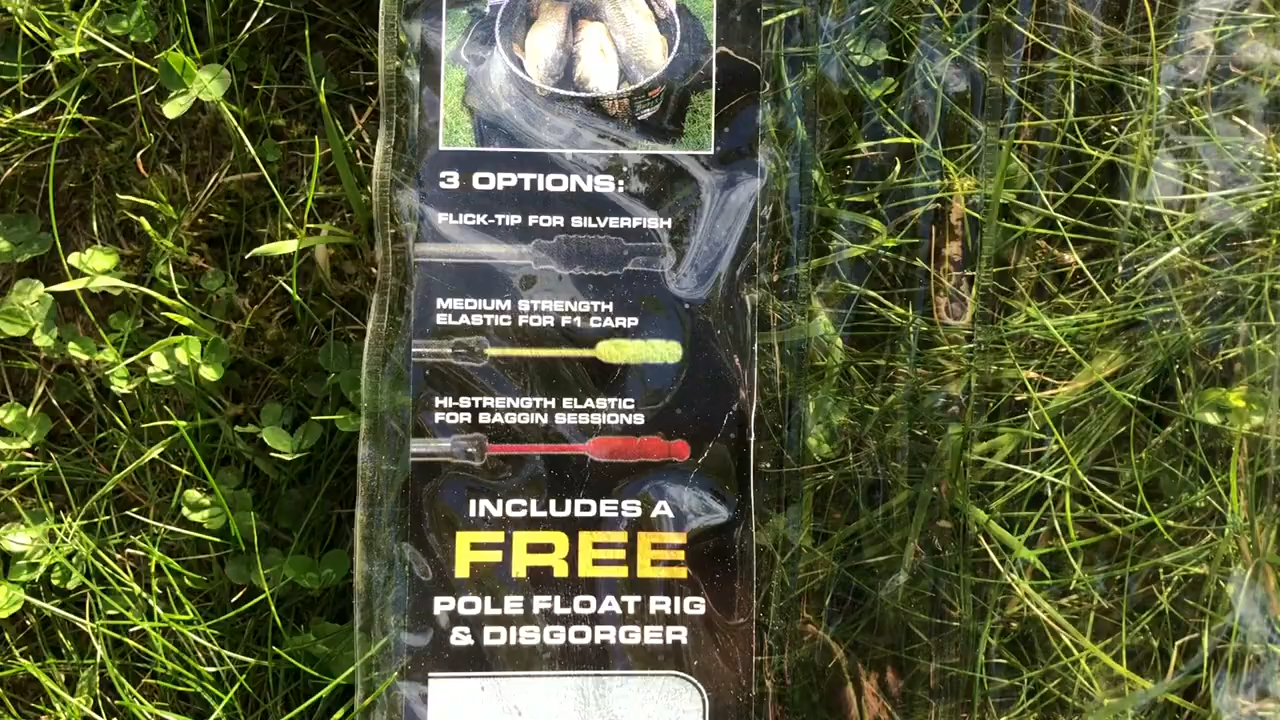 3 OPTIONS:
FLICK-TIP FOR SILVERFISH
MEDIUM STRENGTH
ELASTIC FOR F1 CARP
HI-STRENGTH ELASTIC
FOR BAGGIN SESSIONS
INCLUDES A
FREE
POLE FLOAT RIG
& DISGORGER